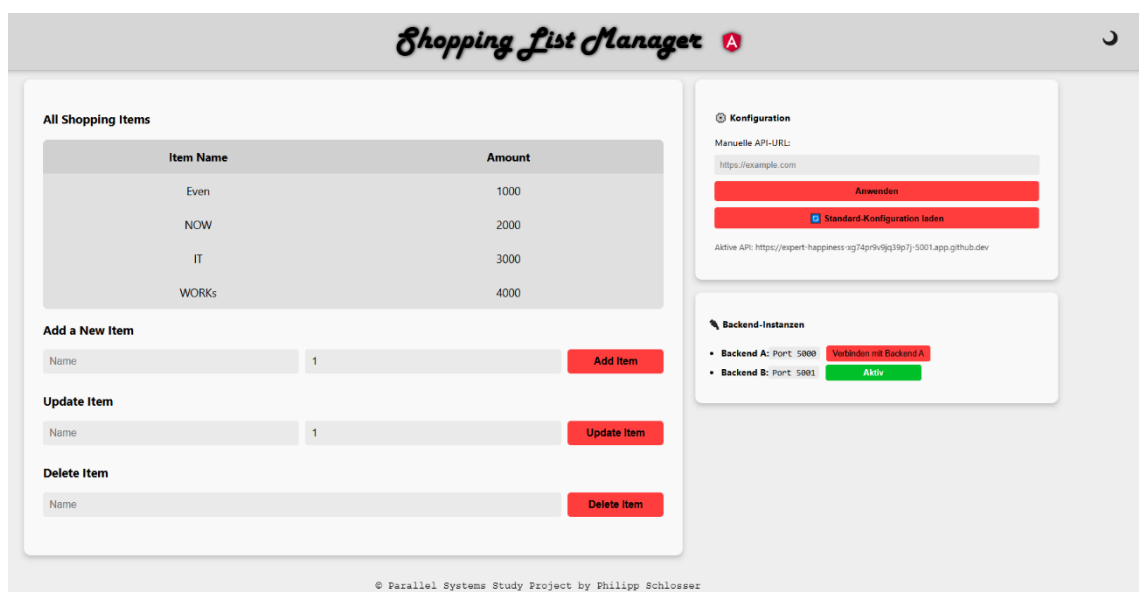 Shopping List Manager
All Shopping Items
Item Name Amount
Even 1000
NOW 2000
IT 3000
WORKs 4000
Add a New Item
Name 1 Add Item
Update Item
Name 1 Update Item
Delete Item
Name Delete Item
Konfiguration
Manuelle API-URL:
https://example.com
Anwenden
Standard-Konfiguration laden
Aktive API: https://expert-happiness-xg74pr9v9jq39p7j-5001.app.github.dev
Backend-Instanzen
Backend A: Port 5000 Verbinden mit Backend A
Backend B: Port 5001 Aktiv
© Parallel Systems Study Project by Philipp Schlosser